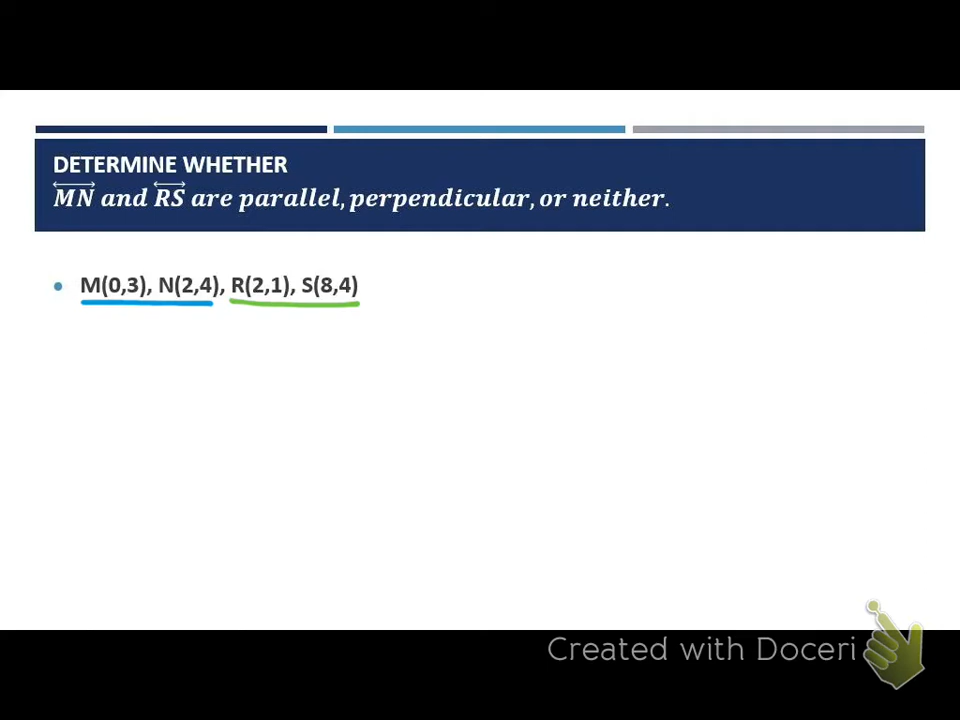 DETERMINE WHETHER
MN and RS are parallel, perpendicular, or neither.
• M(0,3), N(2,4), R(2,1), S(8,4)
Created with Doceri